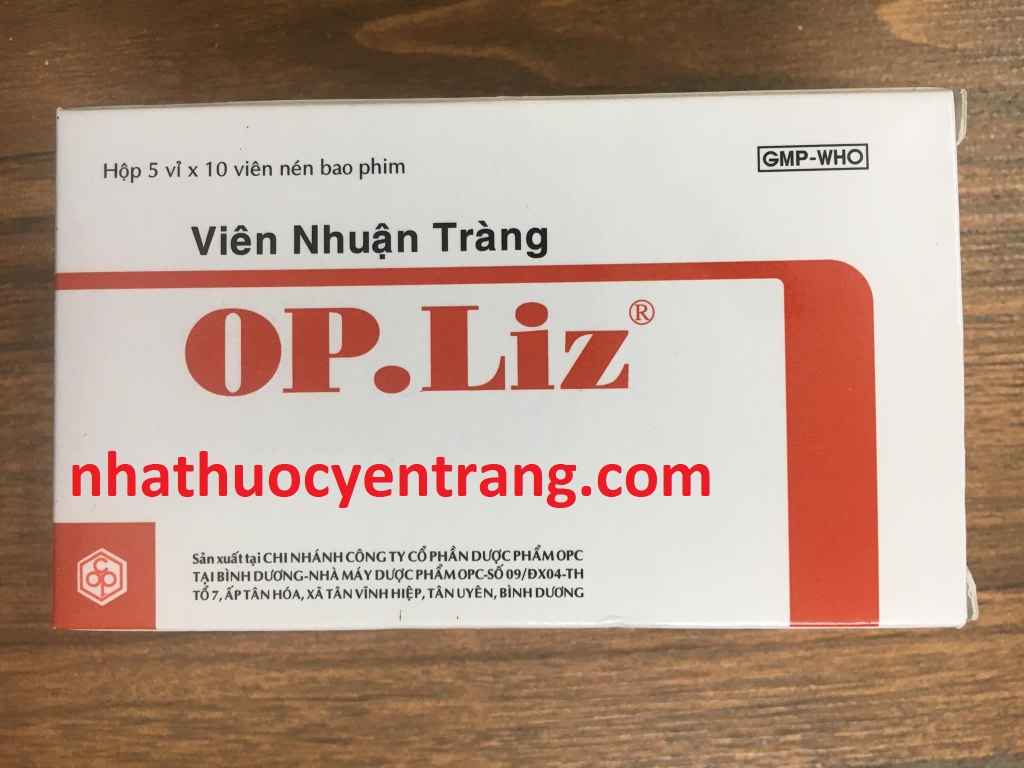 Hộp 5 vỉ x 10 viên nén bao phim
GMP-WHO
Viên Nhuận Tràng
OP.Liz®
nhathuocyentrang.com
OPC
Sản xuất tại CHI NHÁNH CÔNG TY CỔ PHẦN DƯỢC PHẨM OPC
TẠI BÌNH DƯƠNG-NHÀ MÁY DƯỢC PHẨM OPC-SỐ 09/ĐX04-TH
TỔ 7, ẤP TÂN HÓA, XÃ TÂN VĨNH HIỆP, TÂN UYÊN, BÌNH DƯƠNG